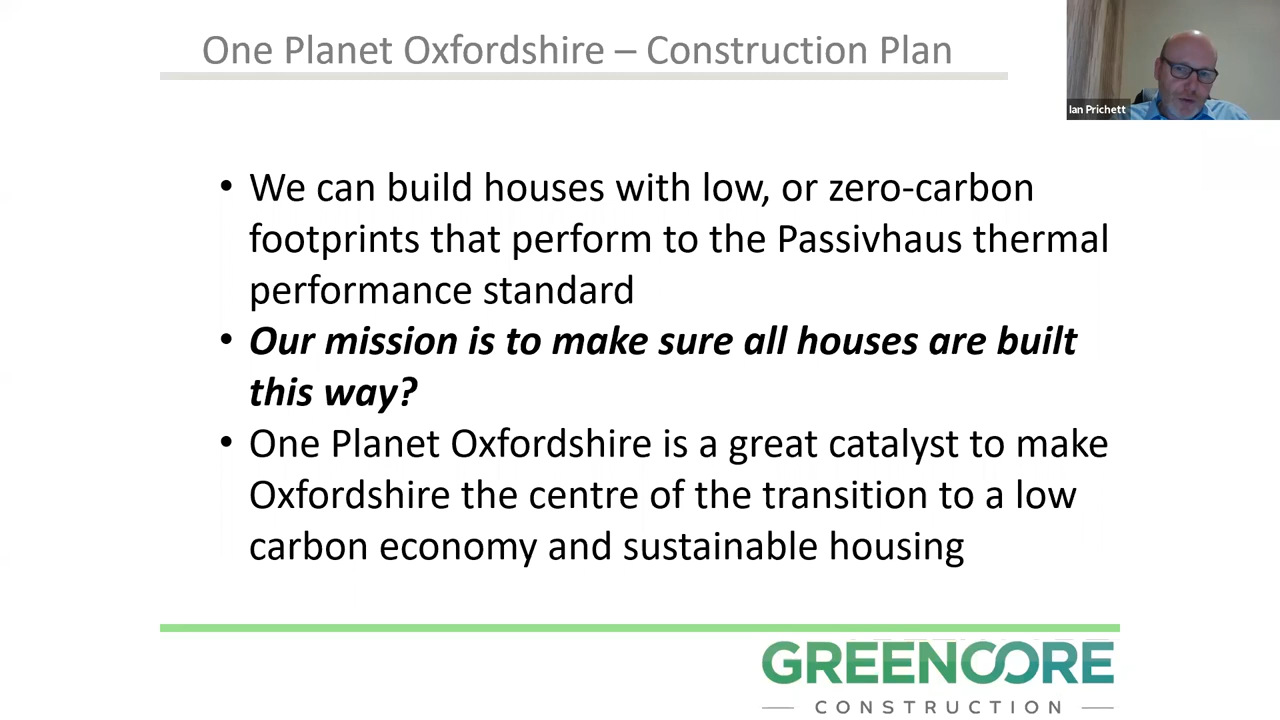 One Planet Oxfordshire – Construction Plan
Ian Prichett
• We can build houses with low, or zero-carbon
footprints that perform to the Passivhaus thermal
performance standard
• Our mission is to make sure all houses are built
this way?
• One Planet Oxfordshire is a great catalyst to make
Oxfordshire the centre of the transition to a low
carbon economy and sustainable housing
GREENCORE
CONSTRUCTION